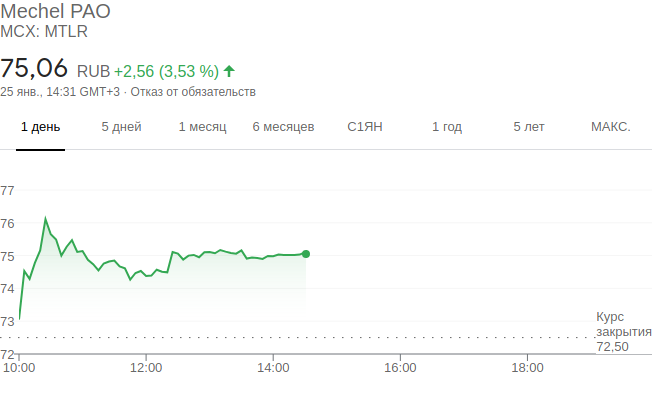 Mechel PAO
MCX: MTLR
75,06 RUB +2,56 (3,53 %)
25 янв., 14:31 GMT+3 · Отказ от обязательств
1 день 5 дней 1 месяц 6 месяцев С1ЯН 1 год 5 лет МАКС.
77
76
75
74
73
Курс
закрытия
72,50
72
10:00 12:00 14:00 16:00 18:00